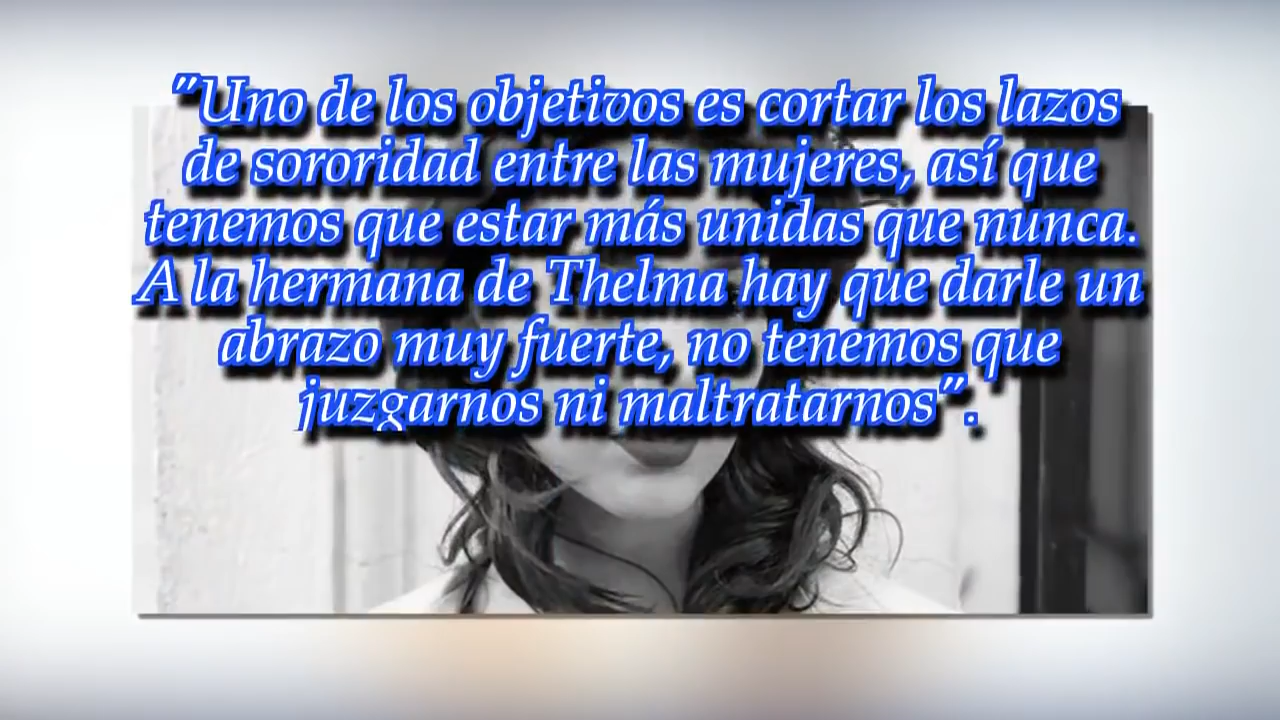 "Uno de los objetivos es cortar los lazos
de sororidad entre las mujeres, así que
tenemos que estar más unidas que nunca.
A la hermana de Thelma hay que darle un
abrazo muy fuerte, no tenemos que
juzgarnos ni maltratarnos".